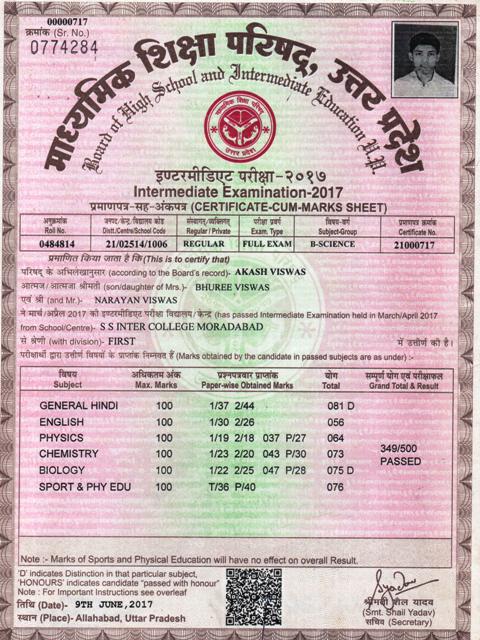 00000717
क्रमांक (Sr. No.)
0774284
माध्यमिक शिक्षा परिषद्, उत्तर प्रदेश
Board of High School and Intermediate Education U.P.
इण्टरमीडिएट परीक्षा-२०१७
Intermediate Examination-2017
प्रमाणपत्र-सह-अंकपत्र (CERTIFICATE-CUM-MARKS SHEET)
अनुक्रमांक जनपद/केन्द्र/विद्यालय कोड संस्थागत/व्यक्तिगत परीक्षा प्रवर्ग विषय-वर्ग प्रमाणपत्र क्रमांक
Roll No. Distt./Centre/School Code Regular / Private Exam. Type Subject-Group Certificate No.
0484814 21/02514/1006 REGULAR FULL EXAM B-SCIENCE 21000717
प्रमाणित किया जाता है कि(This is to certify that)
परिषद् के अभिलेखानुसार (according to the Board's record)- AKASH VISWAS
आत्मज/आत्मजा श्रीमती (son/daughter of Mrs.)- BHUREE VISWAS
एवं श्री (and Mr.)- NARAYAN VISWAS
ने मार्च/अप्रैल 2017 को इण्टरमीडिएट परीक्षा विद्यालय/केन्द्र (has passed Intermediate Examination held in March/April 2017
from School/Centre)- S S INTER COLLEGE MORADABAD
से श्रेणी (with division)- FIRST में उत्तीर्ण की है।
परीक्षार्थी द्वारा उत्तीर्ण विषयों के प्राप्तांक निम्नवत हैं (Marks obtained by the candidate in passed subjects are as under) :-
विषय अधिकतम अंक प्रश्नपत्रवार प्राप्तांक योग सम्पूर्ण योग एवं परीक्षाफल
Subject Max. Marks Paper-wise Obtained Marks Total Grand Total & Result
GENERAL HINDI 100 1/37 2/44 081 D
ENGLISH 100 1/30 2/26 056
PHYSICS 100 1/19 2/18 037 P/27 064
CHEMISTRY 100 1/23 2/20 043 P/30 073
BIOLOGY 100 1/22 2/25 047 P/28 075 D
SPORT & PHY EDU 100 T/36 P/40 076
349/500
PASSED
Note :- Marks of Sports and Physical Education will have no effect on overall Result.
'D' indicates Distinction in that particular subject,
'HONOURS' indicates candidate "passed with honour"
Note : For Important Instructions see overleaf
तिथि (Date)- 9TH JUNE,2017
स्थान (Place)- Allahabad, Uttar Pradesh
श्रीमती शैल यादव)
(Smt. Shail Yadav)
सचिव (Secretary)